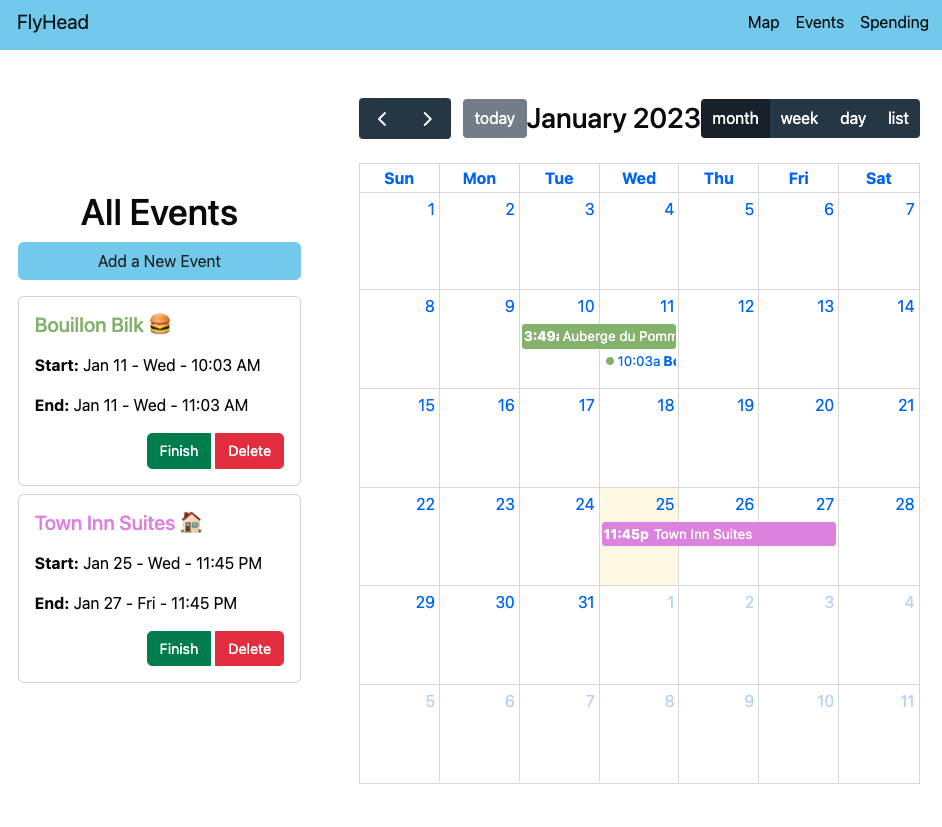 FlyHead
Map Events Spending
today January 2023 month week day list
All Events
Add a New Event
Bouillon Bilk
Start: Jan 11 - Wed - 10:03 AM
End: Jan 11 - Wed - 11:03 AM
Finish Delete
Town Inn Suites
Start: Jan 25 - Wed - 11:45 PM
End: Jan 27 - Fri - 11:45 PM
Finish Delete
Sun Mon Tue Wed Thu Fri Sat
1 2 3 4 5 6 7
8 9 10 11 12 13 14
3:49a Auberge du Pomm
10:03a Bo
15 16 17 18 19 20 21
22 23 24 25 26 27 28
11:45p Town Inn Suites
29 30 31 1 2 3 4
5 6 7 8 9 10 11